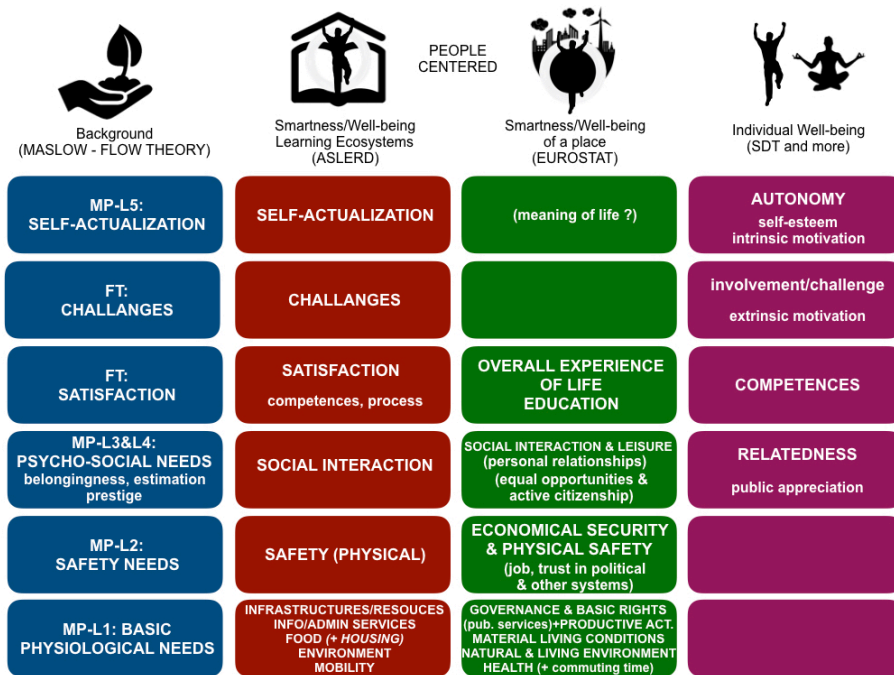 PEOPLE
CENTERED
Background
(MASLOW - FLOW THEORY)
Smartness/Well-being
Learning Ecosystems
(ASLERD)
Smartness/Well-being
of a place
(EUROSTAT)
Individual Well-being
(SDT and more)
MP-L5:
SELF-ACTUALIZATION
SELF-ACTUALIZATION
(meaning of life ?)
AUTONOMY
self-esteem
intrinsic motivation
FT:
CHALLANGES
CHALLANGES
involvement/challenge
extrinsic motivation
FT:
SATISFACTION
SATISFACTION
competences, process
OVERALL EXPERIENCE
OF LIFE
EDUCATION
COMPETENCES
MP-L3&L4:
PSYCHO-SOCIAL NEEDS
belongingness, estimation
prestige
SOCIAL INTERACTION
SOCIAL INTERACTION & LEISURE
(personal relationships)
(equal opportunities &
active citizenship)
RELATEDNESS
public appreciation
MP-L2:
SAFETY NEEDS
SAFETY (PHYSICAL)
ECONOMICAL SECURITY
& PHYSICAL SAFETY
(job, trust in political
& other systems)
MP-L1: BASIC
PHYSIOLOGICAL NEEDS
INFRASTRUCTURES/RESOUCES
INFO/ADMIN SERVICES
FOOD (+ HOUSING)
ENVIRONMENT
MOBILITY
GOVERNANCE & BASIC RIGHTS
(pub. services)+PRODUCTIVE ACT.
MATERIAL LIVING CONDITIONS
NATURAL & LIVING ENVIRONMENT
HEALTH (+ commuting time)